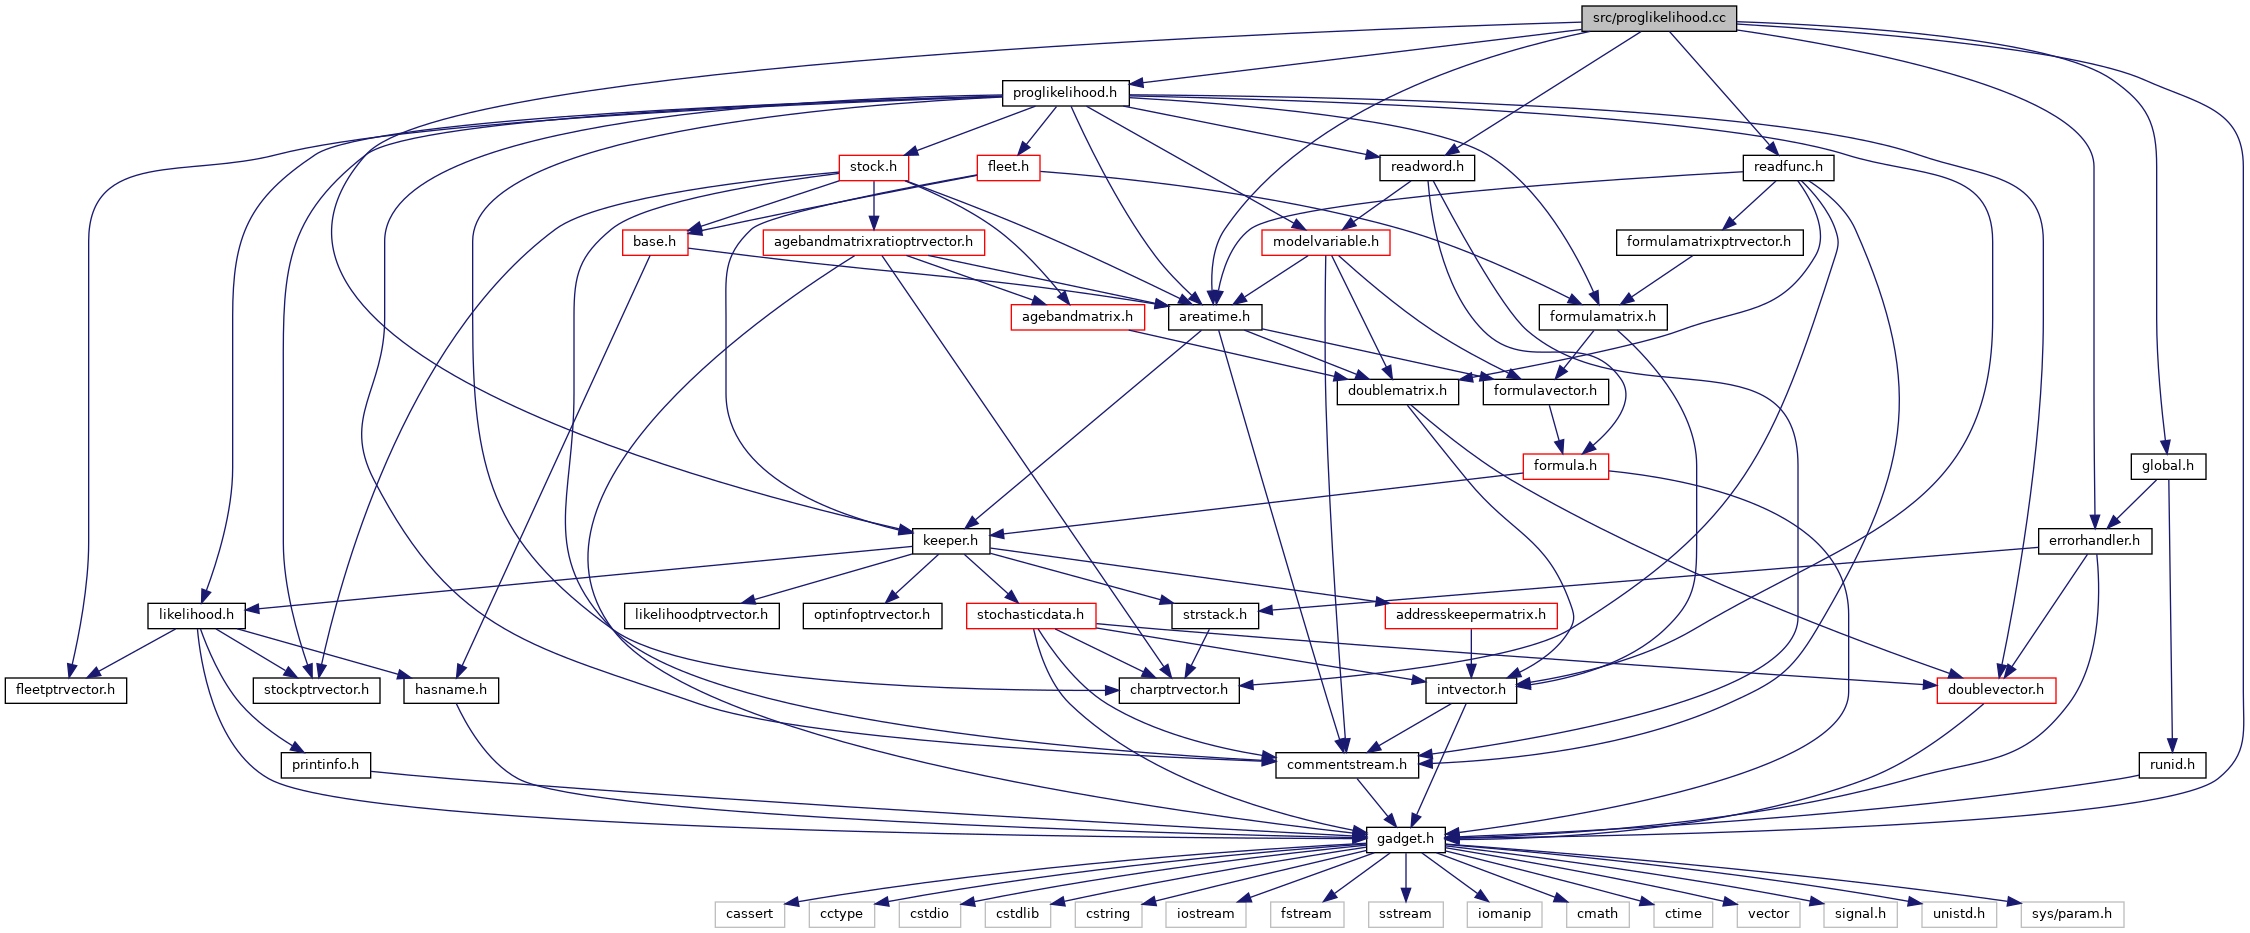 src/proglikelihood.cc
proglikelihood.h
stock.h
fleet.h
readword.h
readfunc.h
base.h
agebandmatrixratioptrvector.h
modelvariable.h
formulamatrixptrvector.h
agebandmatrix.h
areatime.h
formulamatrix.h
doublematrix.h
formulavector.h
formula.h
global.h
keeper.h
errorhandler.h
likelihood.h
likelihoodptrvector.h
optinfoptrvector.h
stochasticdata.h
strstack.h
addresskeepermatrix.h
fleetptrvector.h
stockptrvector.h
hasname.h
charptrvector.h
intvector.h
doublevector.h
printinfo.h
commentstream.h
runid.h
gadget.h
cassert
cctype
cstdio
cstdlib
cstring
iostream
fstream
sstream
iomanip
cmath
ctime
vector
signal.h
unistd.h
sys/param.h